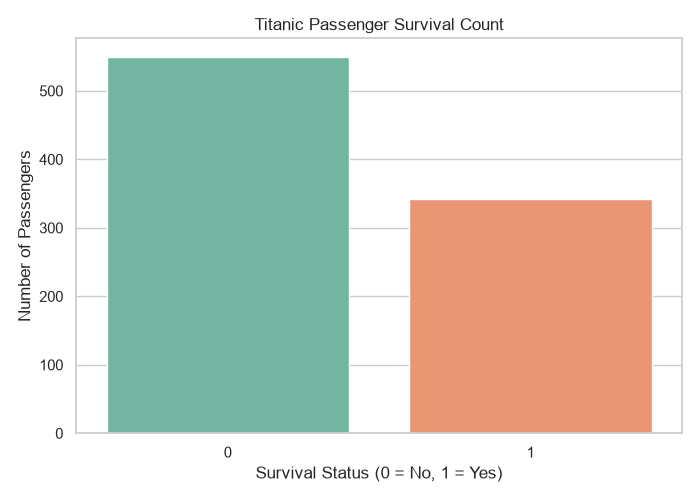 Titanic Passenger Survival Count
Number of Passengers
500
400
300
200
100
0
0 1
Survival Status (0 = No, 1 = Yes)